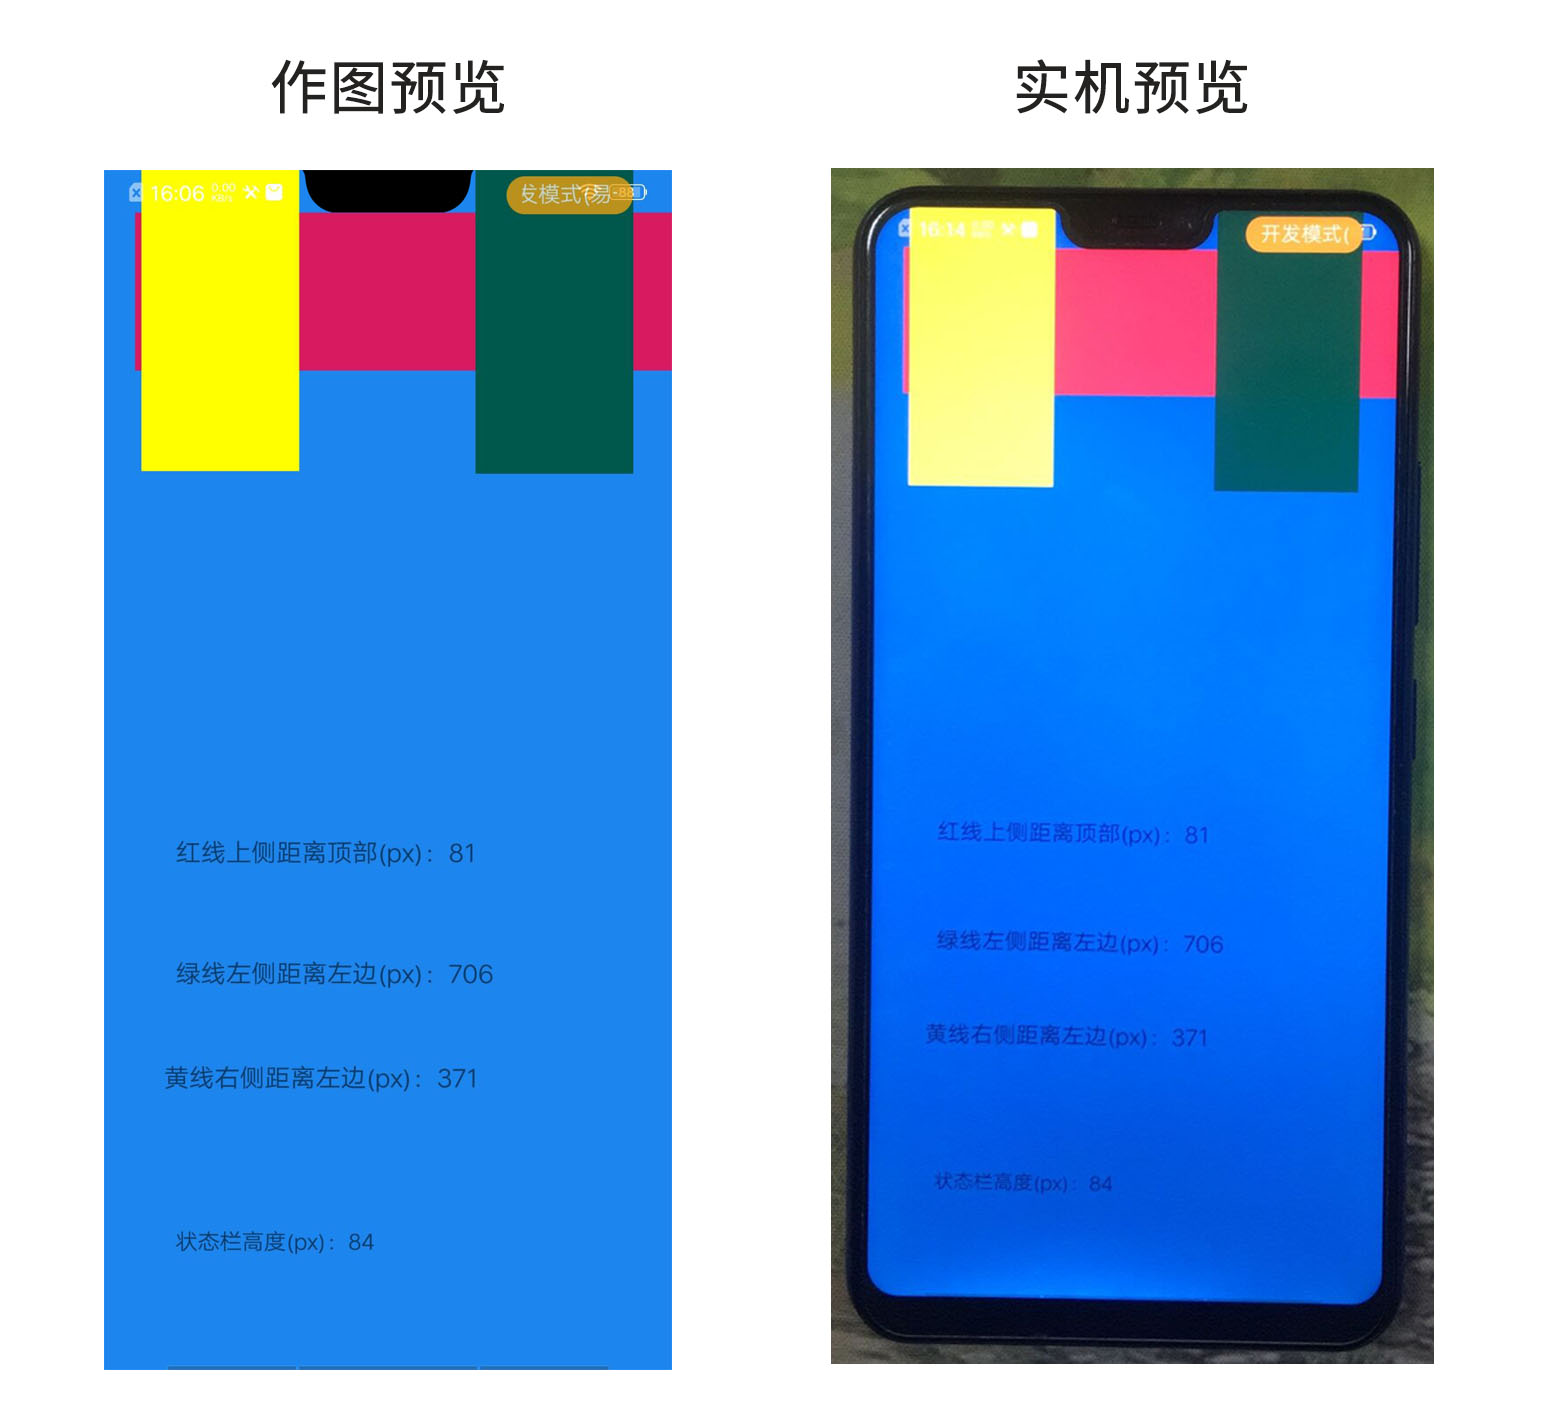 作图预览
实机预览
16:06 0.00 KB/s
发模式(易
88
红线上侧距离顶部(px)：81
绿线左侧距离左边(px)：706
黄线右侧距离左边(px)：371
状态栏高度(px)：84
16:14
开发模式(
红线上侧距离顶部(px)：81
绿线左侧距离左边(px)：706
黄线右侧距离左边(px)：371
状态栏高度(px)：84